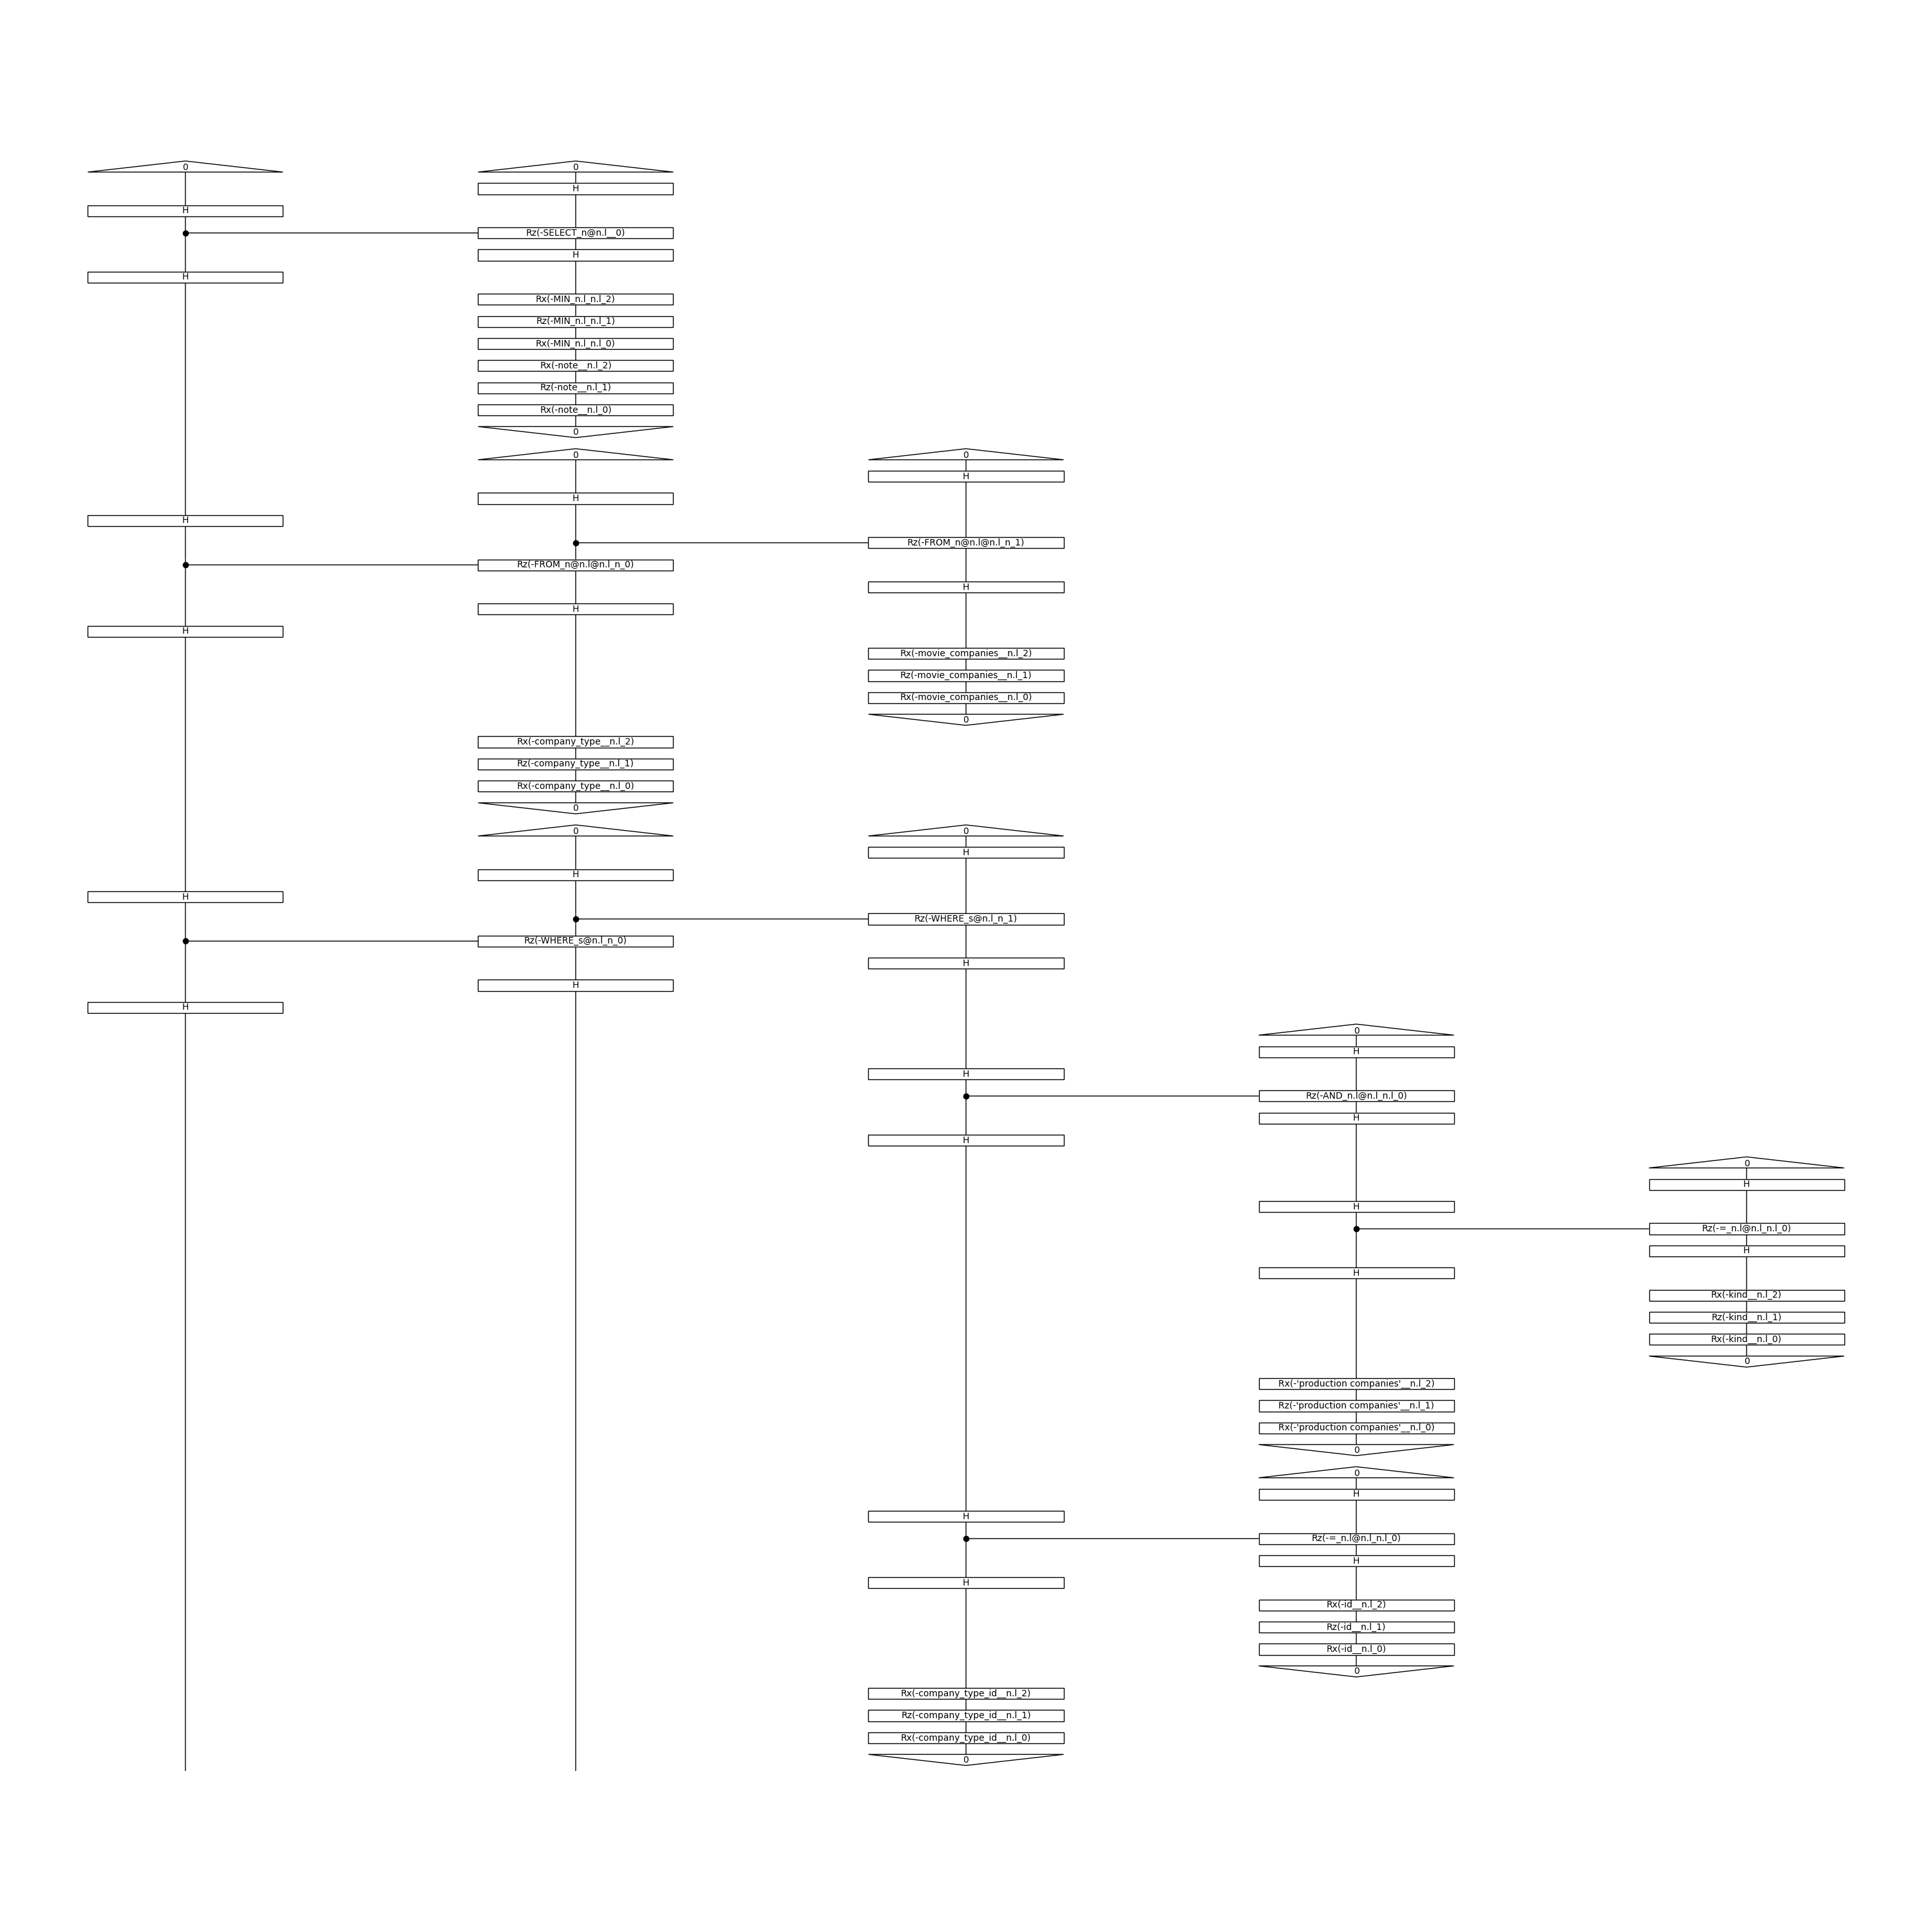 0 0
H
H
Rz(-SELECT_n@n.l__0)
H
H
Rx(-MIN_n.l_n.l_2)
Rz(-MIN_n.l_n.l_1)
Rx(-MIN_n.l_n.l_0)
Rx(-note__n.l_2)
Rz(-note__n.l_1)
Rx(-note__n.l_0)
0
0 0
H
H
H
Rz(-FROM_n@n.l@n.l_n_1)
Rz(-FROM_n@n.l@n.l_n_0)
H
H
H
Rx(-movie_companies__n.l_2)
Rz(-movie_companies__n.l_1)
Rx(-movie_companies__n.l_0)
0
Rx(-company_type__n.l_2)
Rz(-company_type__n.l_1)
Rx(-company_type__n.l_0)
0
0 0
H
H
H
Rz(-WHERE_s@n.l_n_1)
Rz(-WHERE_s@n.l_n_0)
H
H
H
0
H
H
Rz(-AND_n.l@n.l_n.l_0)
H
H
0
H
H
Rz(-=_n.l@n.l_n.l_0)
H
H
Rx(-kind__n.l_2)
Rz(-kind__n.l_1)
Rx(-kind__n.l_0)
0
Rx(-'production companies'__n.l_2)
Rz(-'production companies'__n.l_1)
Rx(-'production companies'__n.l_0)
0
0
H
H
Rz(-=_n.l@n.l_n.l_0)
H
H
Rx(-id__n.l_2)
Rz(-id__n.l_1)
Rx(-id__n.l_0)
0
Rx(-company_type_id__n.l_2)
Rz(-company_type_id__n.l_1)
Rx(-company_type_id__n.l_0)
0